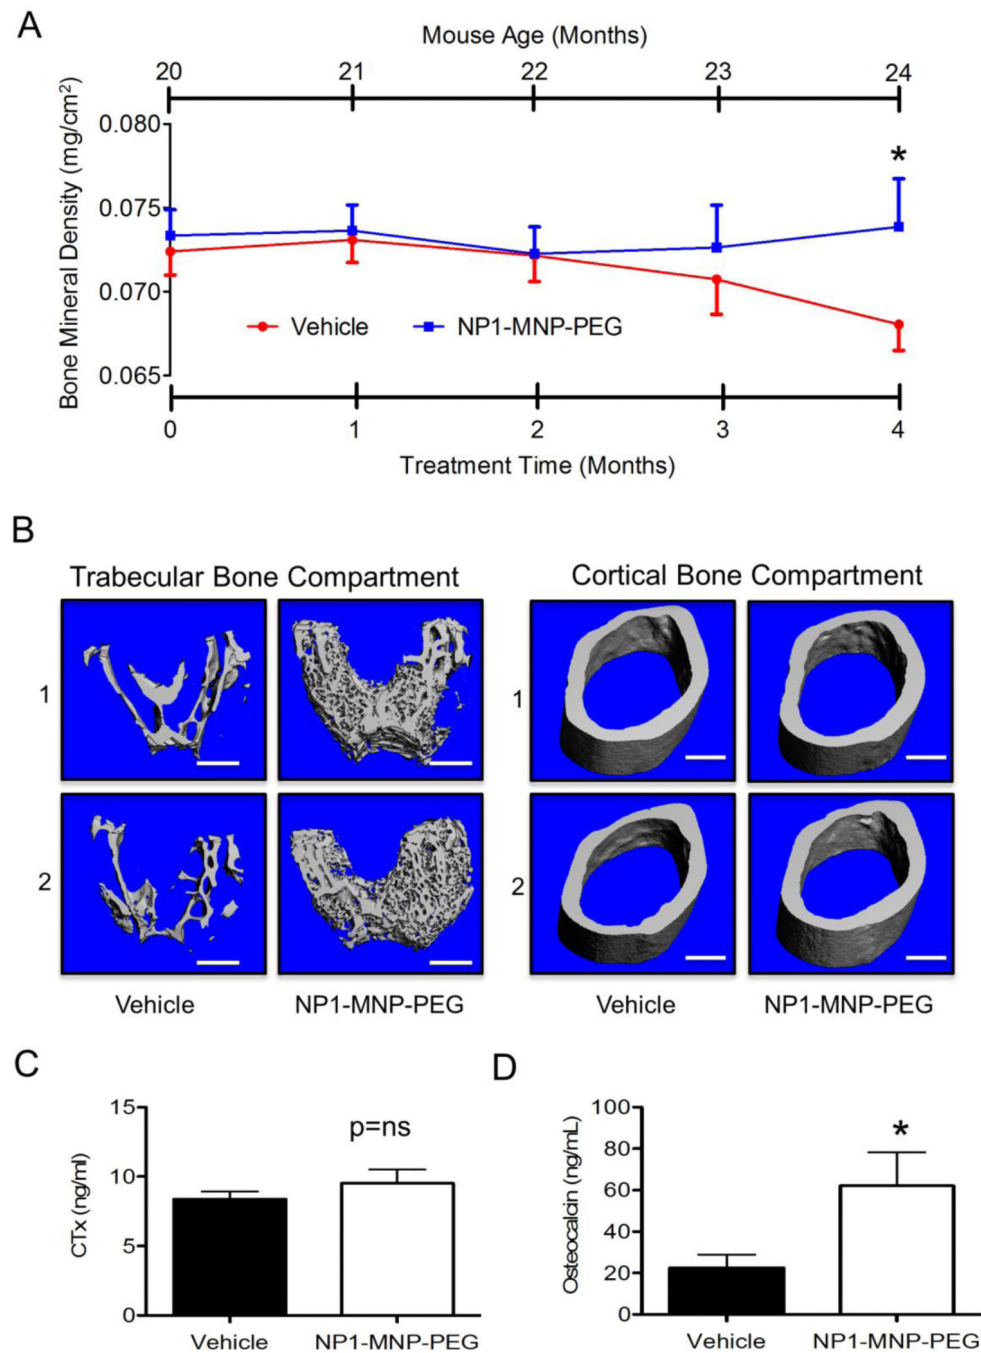 A
Mouse Age (Months)
20 21 22 23 24
Bone Mineral Density (mg/cm²)
0.080
0.075
0.070
0.065
*
Vehicle NP1-MNP-PEG
0 1 2 3 4
Treatment Time (Months)
B
Trabecular Bone Compartment Cortical Bone Compartment
1 1
2 2
Vehicle NP1-MNP-PEG Vehicle NP1-MNP-PEG
C
CTx (ng/ml)
15
10
5
0
p=ns
Vehicle NP1-MNP-PEG
D
Osteocalcin (ng/mL)
100
80
60
40
20
0
*
Vehicle NP1-MNP-PEG